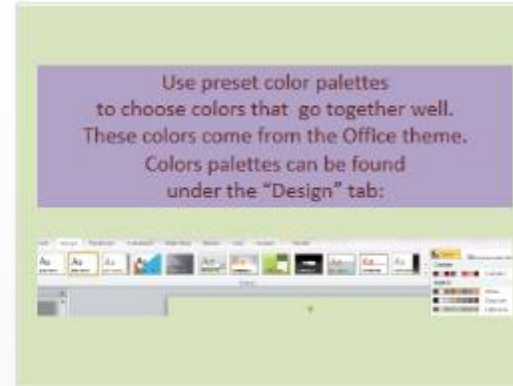 Use preset color palettes
to choose colors that go together well.
These colors come from the Office theme.
Colors palettes can be found
under the “Design” tab: